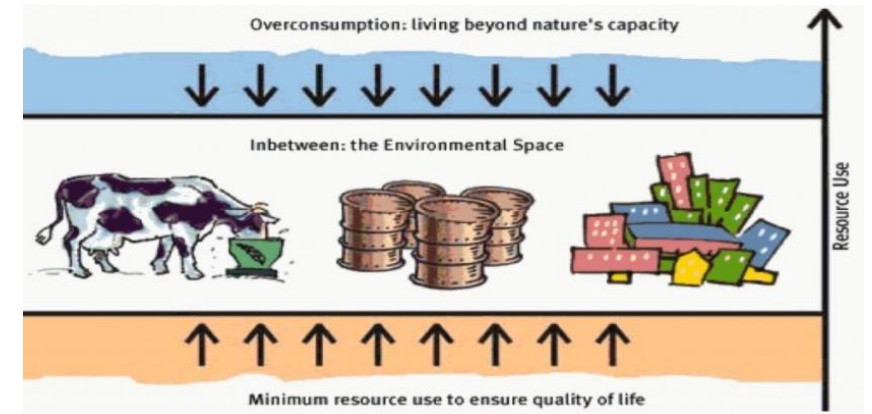 Overconsumption: living beyond nature's capacity
Inbetween: the Environmental Space
Resource Use
Minimum resource use to ensure quality of life